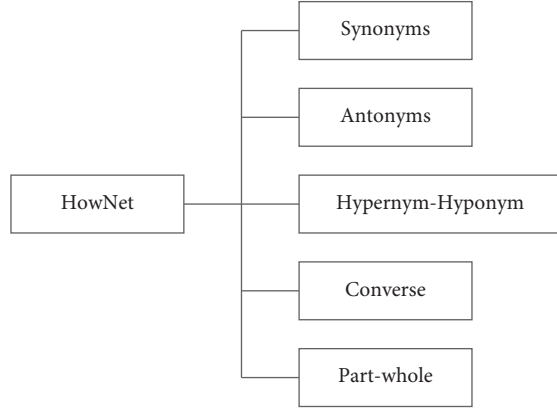 Synonyms
Antonyms
HowNet
Hypernym-Hyponym
Converse
Part-whole